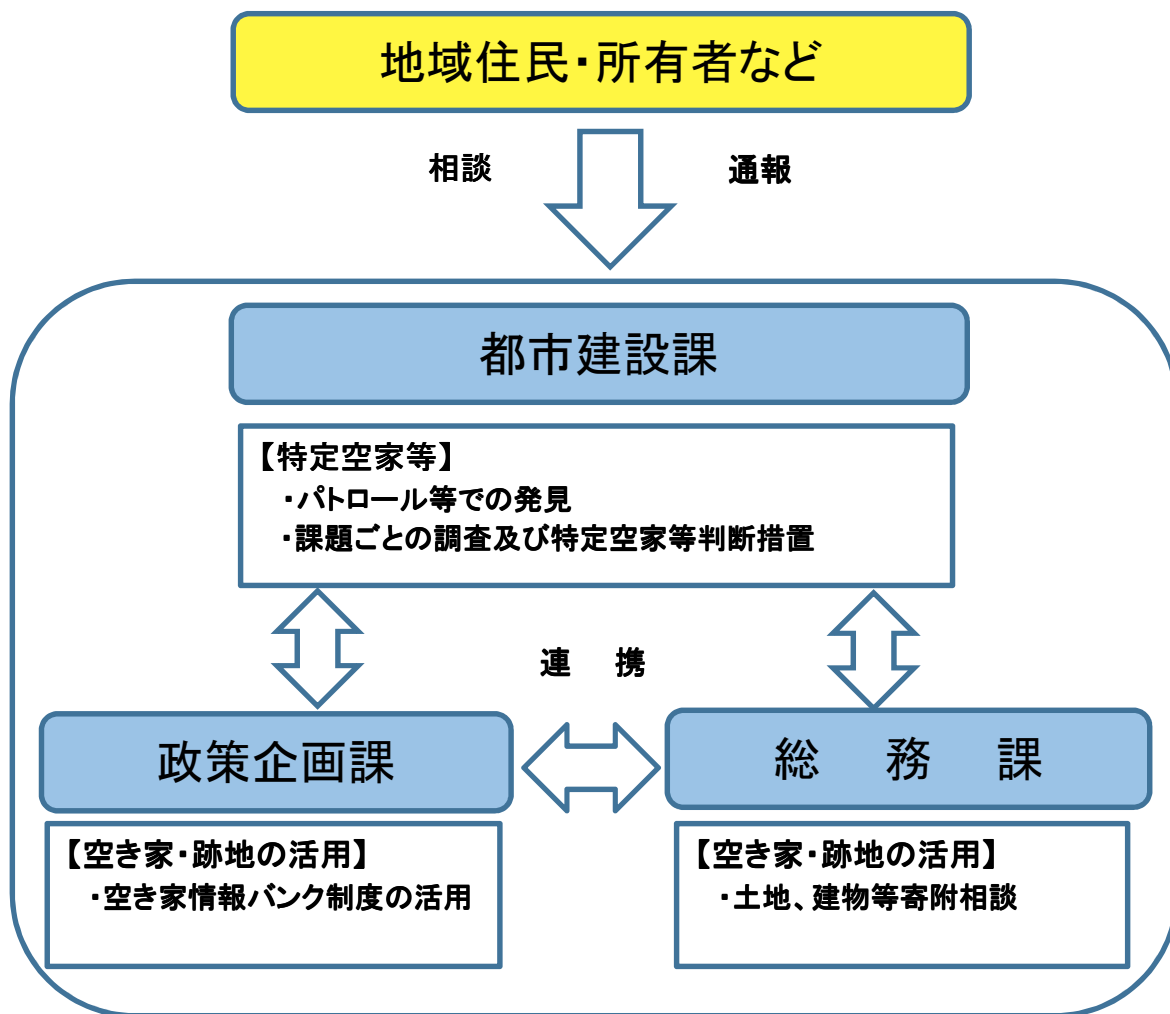 地域住民・所有者など
相談
通報
都市建設課
【特定空家等】
・パトロール等での発見
・課題ごとの調査及び特定空家等判断措置
連　携
政策企画課
総　務　課
【空き家・跡地の活用】
・空き家情報バンク制度の活用
【空き家・跡地の活用】
・土地、建物等寄附相談